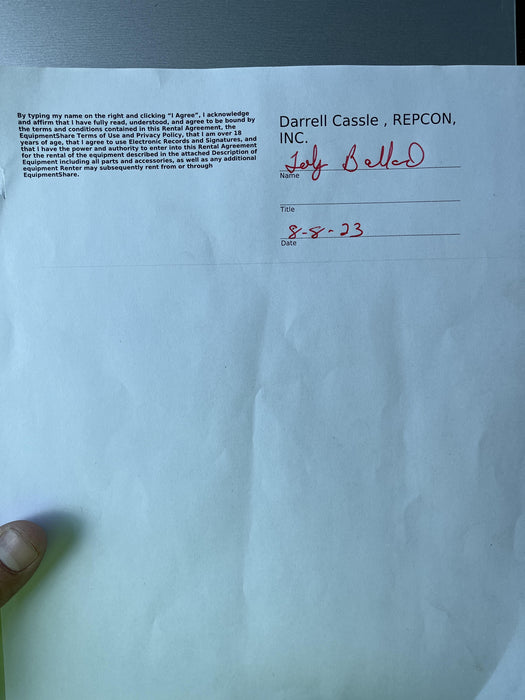 By typing my name on the right and clicking "I Agree", I acknowledge
and affirm that I have fully read, understood, and agree to be bound by
the terms and conditions contained in this Rental Agreement, the
EquipmentShare Terms of Use and Privacy Policy, that I am over 18
years of age, that I agree to use Electronic Records and Signatures, and
that I have the power and authority to enter into this Rental Agreement
for the rental of the equipment described in the attached Description of
Equipment including all parts and accessories, as well as any additional
equipment Renter may subsequently rent from or through
EquipmentShare.
Darrell Cassle , REPCON,
INC.
Name
Title
8-8-23
Date